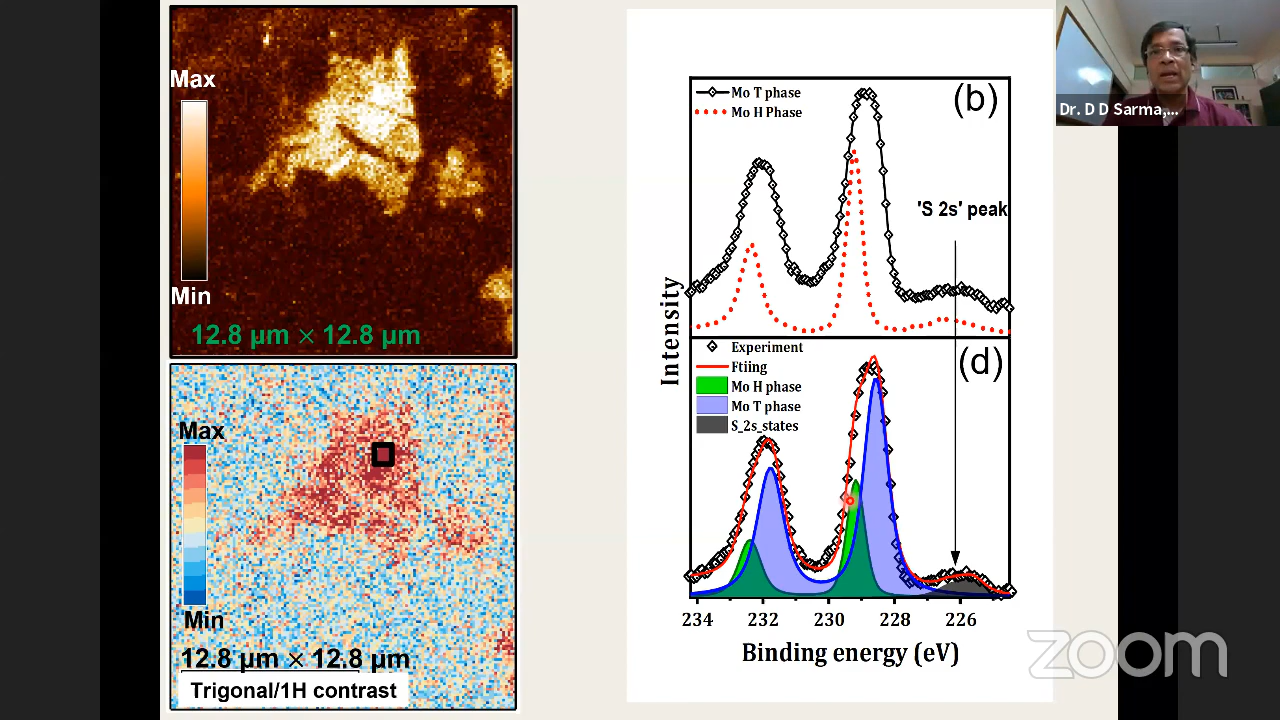 Max
Min
12.8 µm × 12.8 µm
Max
Min
12.8 µm × 12.8 µm
Trigonal/1H contrast
Mo T phase
Mo H Phase
(b)
'S 2s' peak
Intensity
Experiment
Ftiing
Mo H phase
Mo T phase
S_2s_states
(d)
234 232 230 228 226
Binding energy (eV)
Dr. D D Sarma,...
zoom